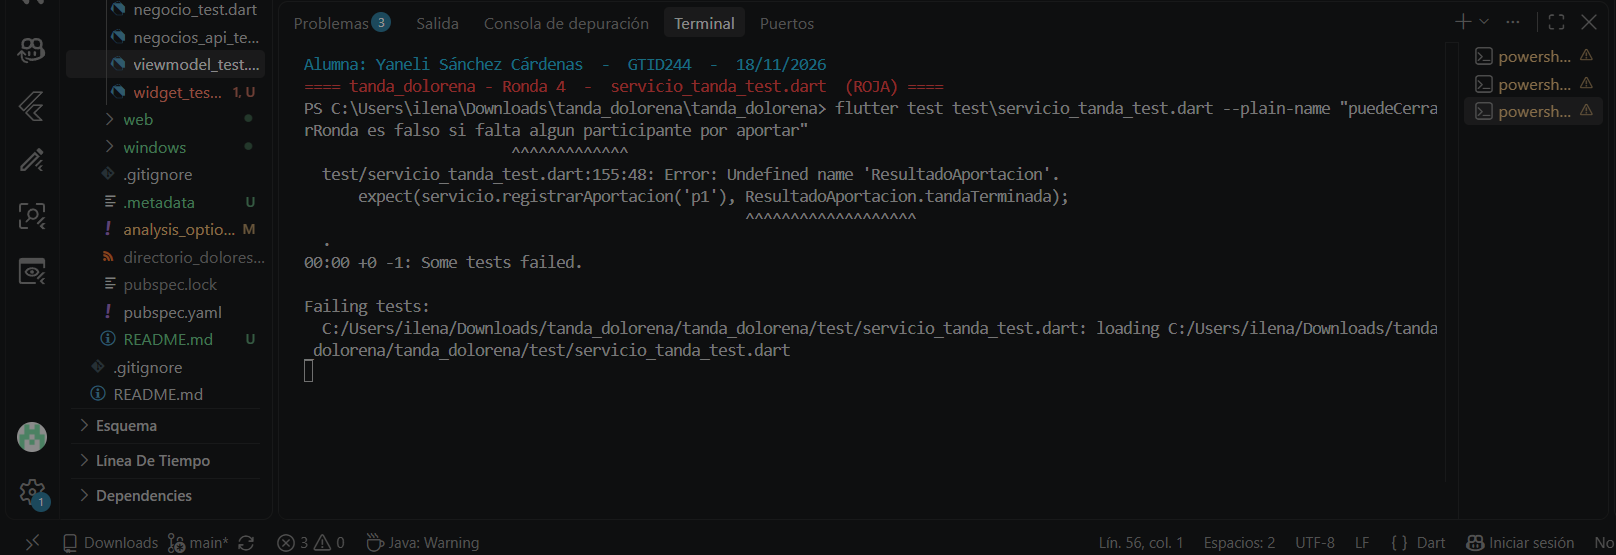 negocio_test.dart
negocios_api_te...
viewmodel_test....
widget_tes... 1, U
web
windows
.gitignore
.metadata U
analysis_optio... M
directorio_dolores...
pubspec.lock
pubspec.yaml
README.md U
.gitignore
README.md
Esquema
Línea De Tiempo
Dependencies
1
Problemas 3 Salida Consola de depuración Terminal Puertos
Alumna: Yaneli Sánchez Cárdenas - GTID244 - 18/11/2026
==== tanda_dolorena - Ronda 4 - servicio_tanda_test.dart (ROJA) ====
PS C:\Users\ilena\Downloads\tanda_dolorena\tanda_dolorena> flutter test test\servicio_tanda_test.dart --plain-name "puedeCerra
rRonda es falso si falta algun participante por aportar"
^^^^^^^^^^^^^
test/servicio_tanda_test.dart:155:48: Error: Undefined name 'ResultadoAportacion'.
expect(servicio.registrarAportacion('p1'), ResultadoAportacion.tandaTerminada);
^^^^^^^^^^^^^^^^^^^
.
00:00 +0 -1: Some tests failed.
Failing tests:
C:/Users/ilena/Downloads/tanda_dolorena/tanda_dolorena/test/servicio_tanda_test.dart: loading C:/Users/ilena/Downloads/tanda
_dolorena/tanda_dolorena/test/servicio_tanda_test.dart
powersh...
powersh...
powersh...
Downloads main* 3 0 Java: Warning Lín. 56, col. 1 Espacios: 2 UTF-8 LF { } Dart Iniciar sesión No